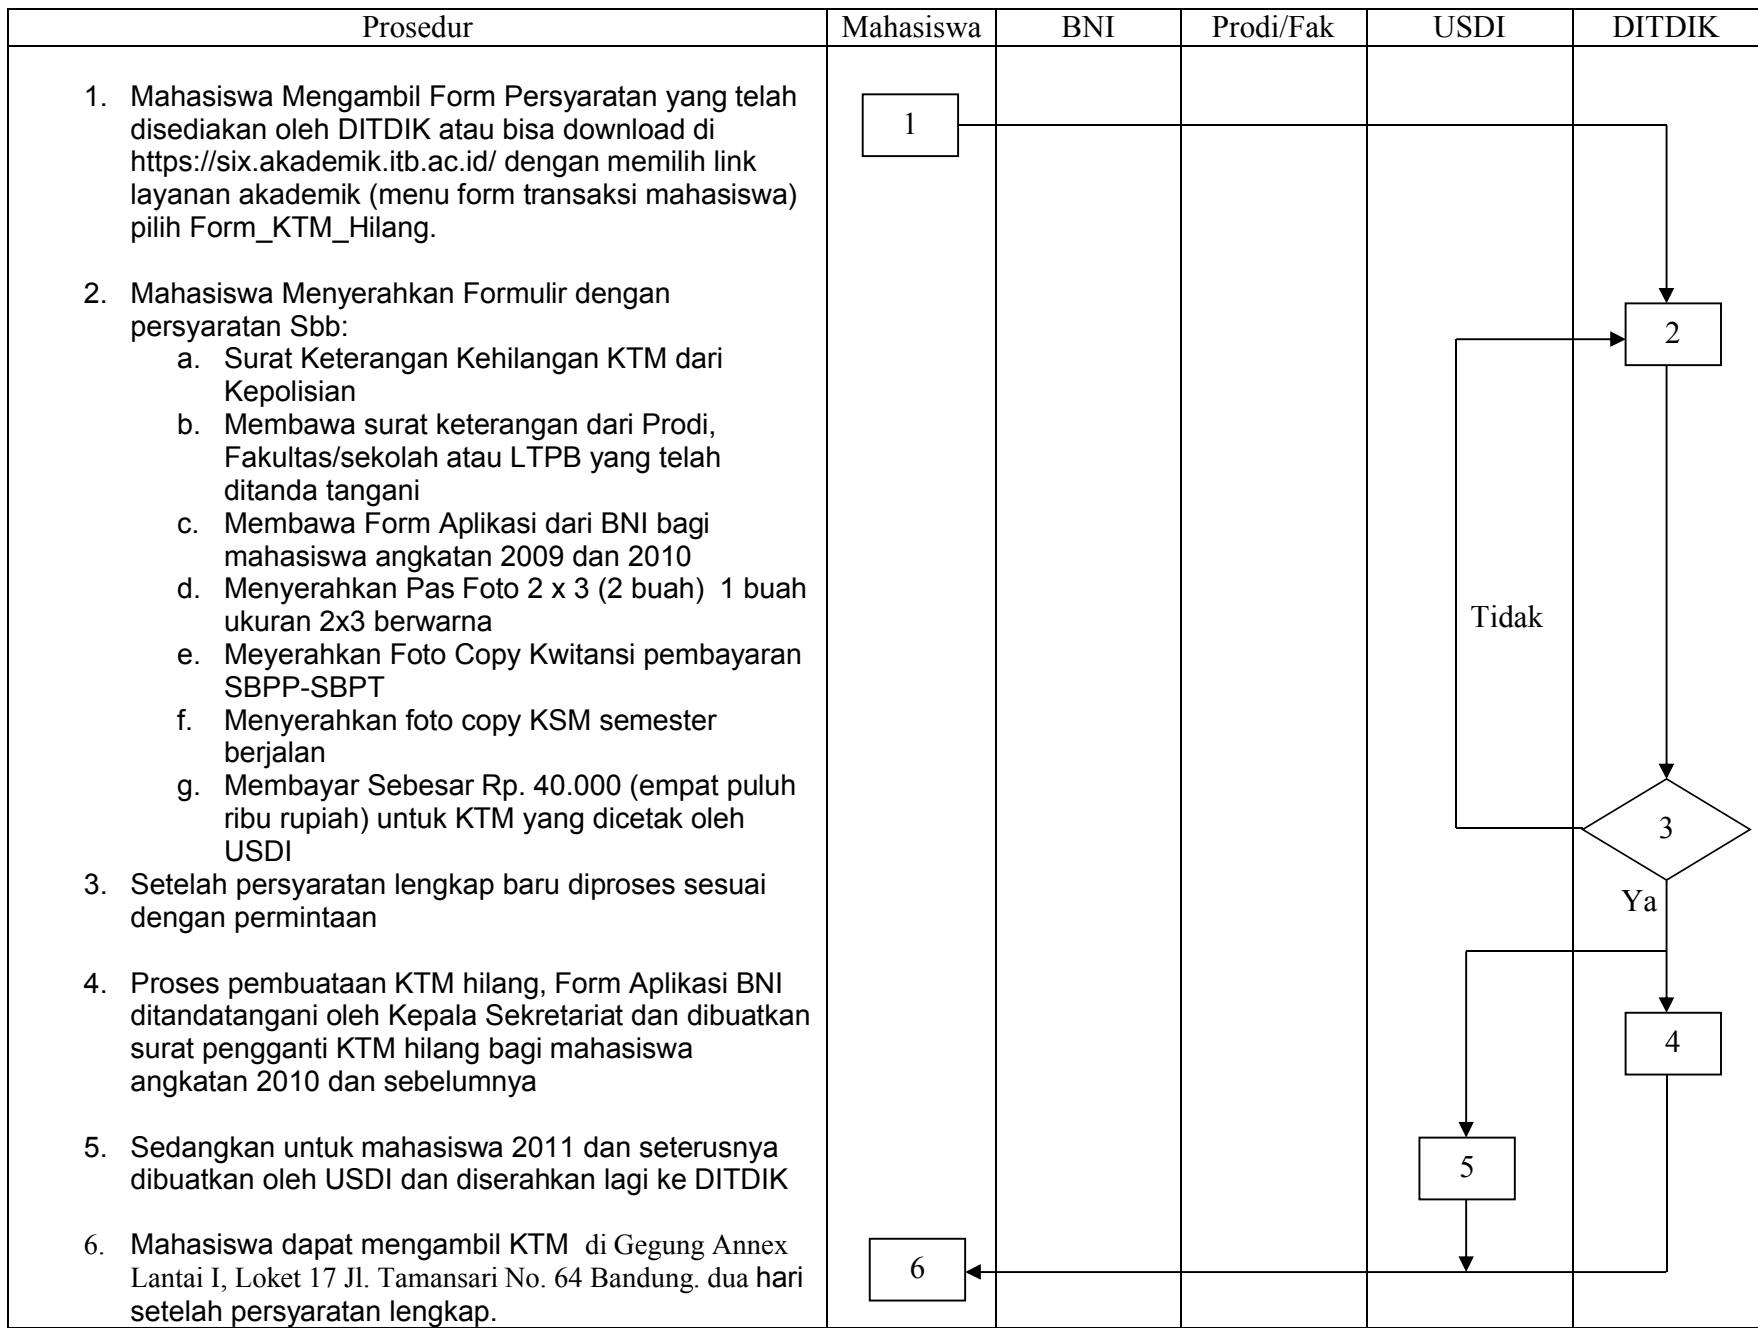 Prosedur Mahasiswa BNI Prodi/Fak USDI DITDIK
1. Mahasiswa Mengambil Form Persyaratan yang telah
disediakan oleh DITDIK atau bisa download di
https://six.akademik.itb.ac.id/ dengan memilih link
layanan akademik (menu form transaksi mahasiswa)
pilih Form_KTM_Hilang.
2. Mahasiswa Menyerahkan Formulir dengan
persyaratan Sbb:
a. Surat Keterangan Kehilangan KTM dari
Kepolisian
b. Membawa surat keterangan dari Prodi,
Fakultas/sekolah atau LTPB yang telah
ditanda tangani
c. Membawa Form Aplikasi dari BNI bagi
mahasiswa angkatan 2009 dan 2010
d. Menyerahkan Pas Foto 2 x 3 (2 buah) 1 buah
ukuran 2x3 berwarna
e. Meyerahkan Foto Copy Kwitansi pembayaran
SBPP-SBPT
f. Menyerahkan foto copy KSM semester
berjalan
g. Membayar Sebesar Rp. 40.000 (empat puluh
ribu rupiah) untuk KTM yang dicetak oleh
USDI
3. Setelah persyaratan lengkap baru diproses sesuai
dengan permintaan
4. Proses pembuataan KTM hilang, Form Aplikasi BNI
ditandatangani oleh Kepala Sekretariat dan dibuatkan
surat pengganti KTM hilang bagi mahasiswa
angkatan 2010 dan sebelumnya
5. Sedangkan untuk mahasiswa 2011 dan seterusnya
dibuatkan oleh USDI dan diserahkan lagi ke DITDIK
6. Mahasiswa dapat mengambil KTM di Gegung Annex
Lantai I, Loket 17 Jl. Tamansari No. 64 Bandung. dua hari
setelah persyaratan lengkap.
1
2
Tidak
3
Ya
4
5
6